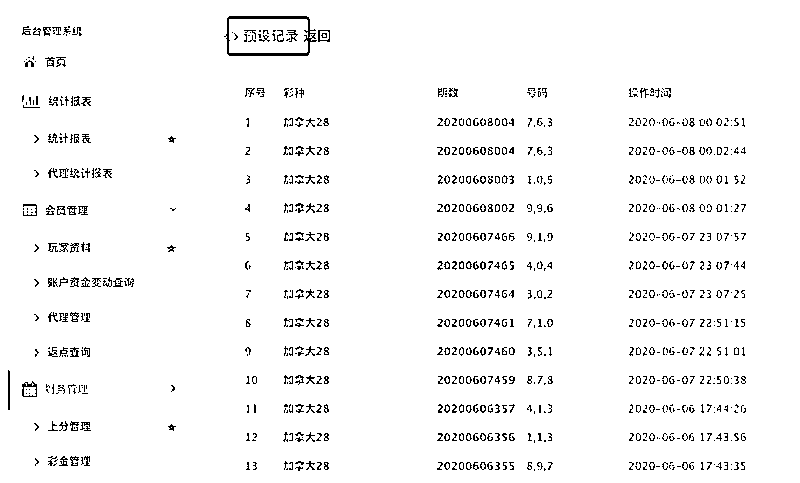 后台管理系统
首页
统计报表
统计报表
代理统计报表
会员管理
玩家资料
账户资金变动查询
代理管理
返点查询
财务管理
上分管理
彩金管理
预设记录 返回
序号 彩种 期数 号码 操作时间
1 加拿大28 20200608004 7,6,3 2020-06-08 00:02:51
2 加拿大28 20200608004 7,6,3 2020-06-08 00:02:44
3 加拿大28 20200608003 1,0,5 2020-06-08 00:01:52
4 加拿大28 20200608002 9,9,6 2020-06-08 00:01:27
5 加拿大28 20200607466 9,1,9 2020-06-07 23:07:57
6 加拿大28 20200607465 4,0,4 2020-06-07 23:07:44
7 加拿大28 20200607464 3,0,2 2020-06-07 23:07:25
8 加拿大28 20200607461 7,1,0 2020-06-07 22:51:15
9 加拿大28 20200607460 3,5,1 2020-06-07 22:51:01
10 加拿大28 20200607459 8,7,8 2020-06-07 22:50:38
11 加拿大28 20200606357 4,1,3 2020-06-06 17:44:26
12 加拿大28 20200606356 1,1,3 2020-06-06 17:43:56
13 加拿大28 20200606355 8,9,7 2020-06-06 17:43:35